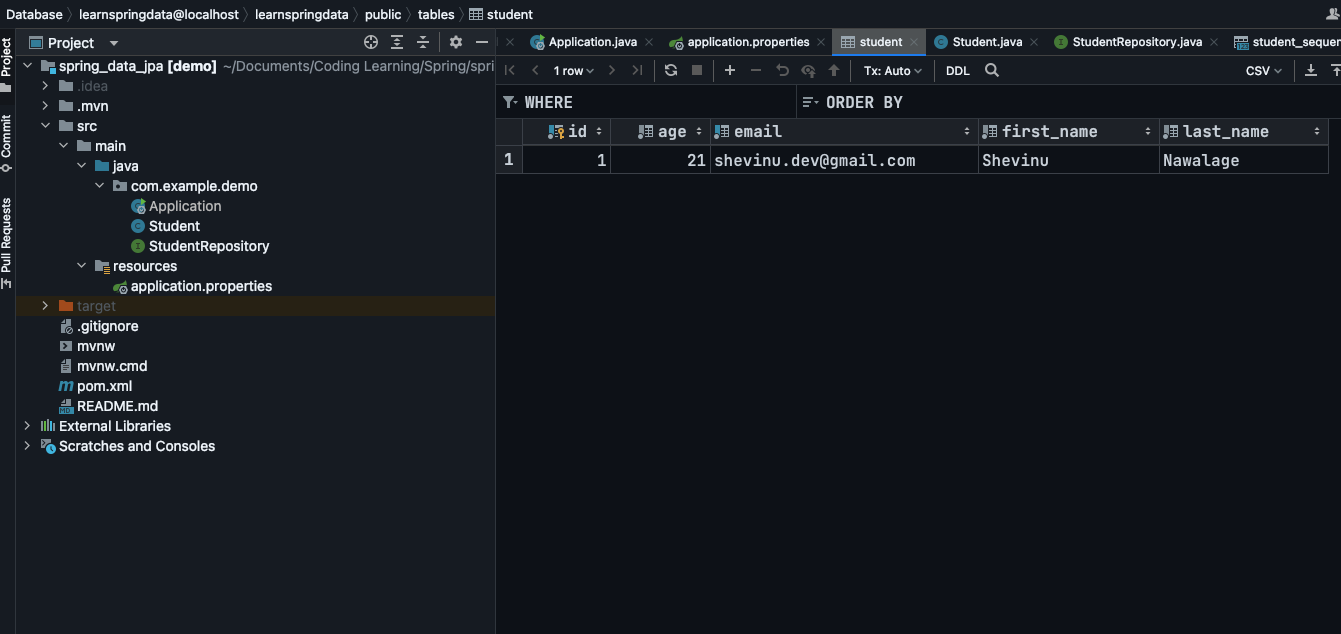 Database learnspringdata@localhost learnspringdata public tables student
Project
Commit
Pull Requests
Project
spring_data_jpa [demo] ~/Documents/Coding Learning/Spring/spri
.idea
.mvn
src
main
java
com.example.demo
Application
Student
StudentRepository
resources
application.properties
target
.gitignore
mvnw
mvnw.cmd
pom.xml
README.md
External Libraries
Scratches and Consoles
Application.java application.properties student Student.java StudentRepository.java student_sequen
1 row Tx: Auto DDL CSV
WHERE ORDER BY
id age email first_name last_name
1 1 21 shevinu.dev@gmail.com Shevinu Nawalage